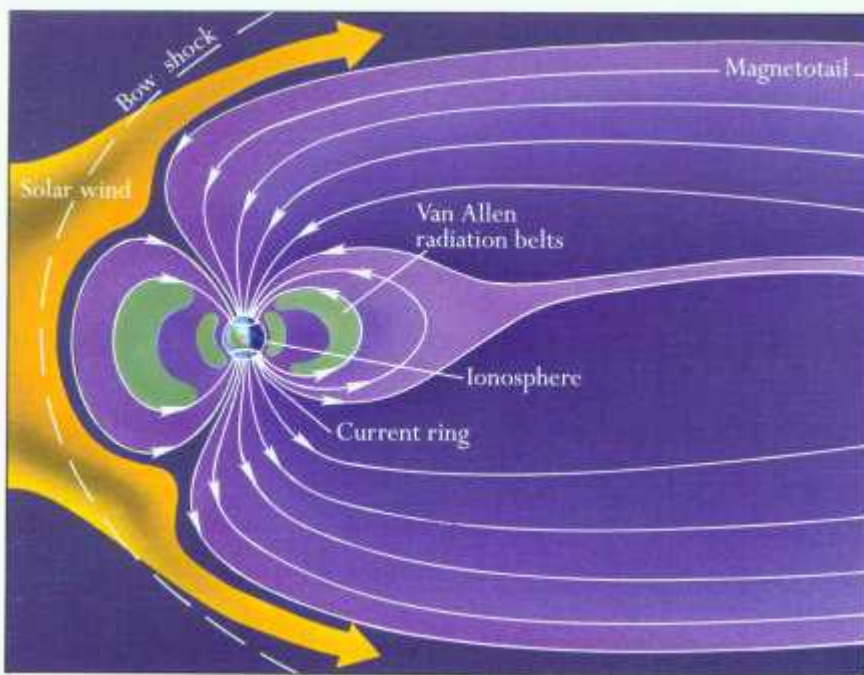 Bow shock
Magnetotail
Solar wind
Van Allen
radiation belts
Ionosphere
Current ring